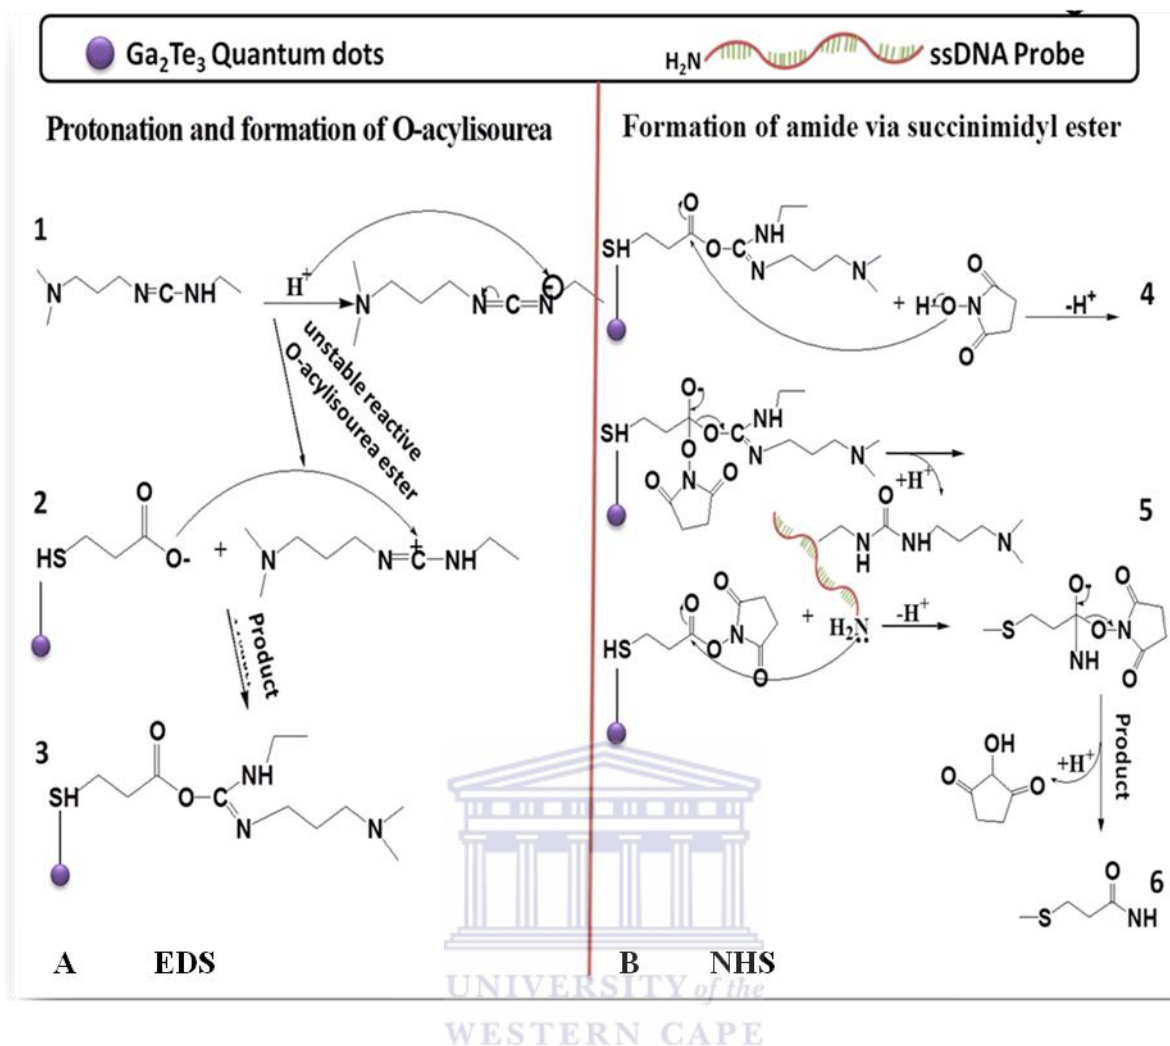 Ga2Te3 Quantum dots
H2N
ssDNA Probe
Protonation and formation of O-acylisourea
1
N
N=C-NH
H+
N
N=C=N
unstable reactive
O-acylisourea ester
2
O
HS
O-
+
N
N=C-NH
+
Product
3
O
NH
SH
O-C
N
N
A
EDS
Formation of amide via succinimidyl ester
O
NH
SH
O-C
N
N
+
H-O-N
O
O
-H+
4
O-
NH
SH
O-C
O
N
N
N
O
O
+H+
5
O
N
H
NH
N
O
O
N
HS
O
O
+
H2N
-H+
O-
O
S
O-N
NH
O
Product
OH
O
O
+H+
6
O
S
NH
B
NHS
UNIVERSITY of the
WESTERN CAPE